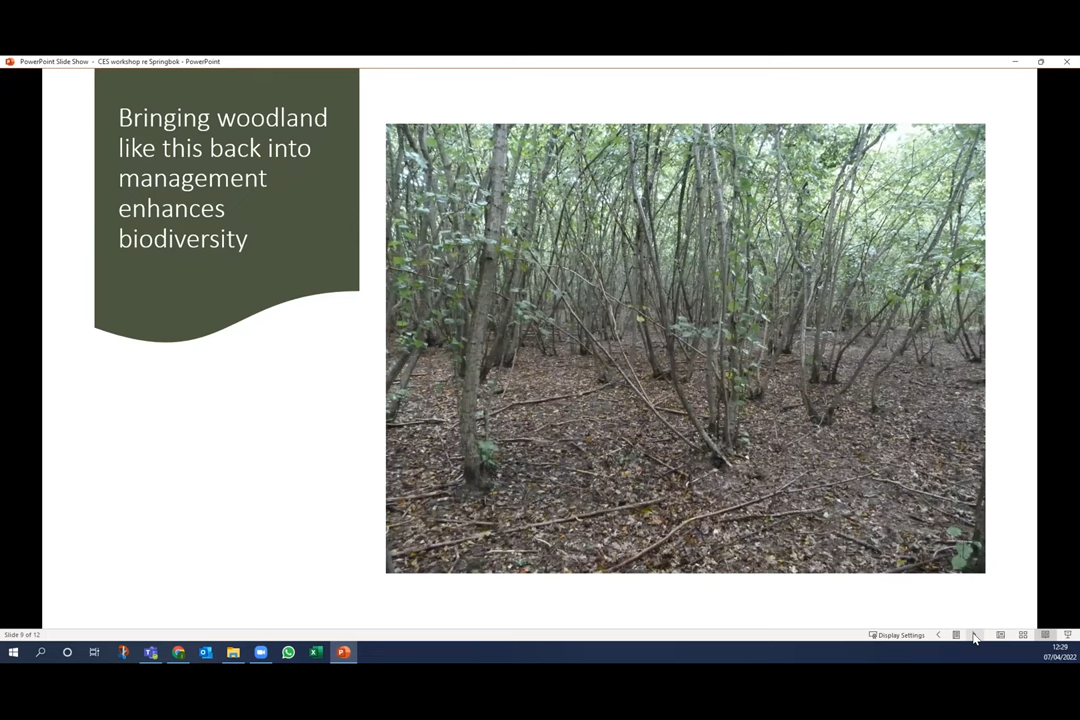 PowerPoint Slide Show - CES workshop re Springbok - PowerPoint
Bringing woodland
like this back into
management
enhances
biodiversity
Slide 9 of 12
Display Settings
12:29
07/04/2022